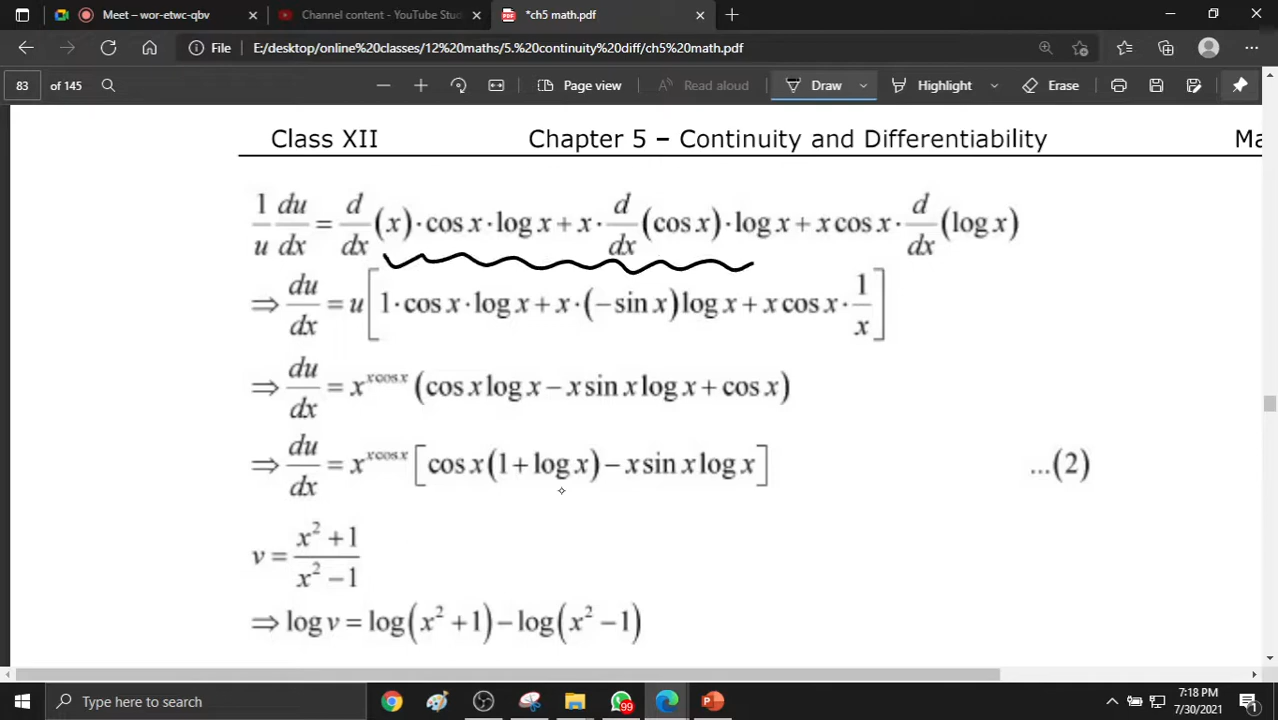 Meet – wor-etwc-qbv
Channel content - YouTube Stud
*ch5 math.pdf
File E:/desktop/online%20classes/12%20maths/5.%20continuity%20diff/ch5%20math.pdf
83 of 145 Page view Read aloud Draw Highlight Erase
Class XII Chapter 5 – Continuity and Differentiability Ma
1/u du/dx = d/dx (x)·cos x·log x + x· d/dx (cos x)·log x + x cos x· d/dx (log x)
⇒ du/dx = u[1·cos x·log x + x·(−sin x) log x + x cos x· 1/x]
⇒ du/dx = x^(x cos x) (cos x log x − x sin x log x + cos x)
⇒ du/dx = x^(x cos x) [cos x(1 + log x) − x sin x log x] ...(2)
v = (x² + 1)/(x² − 1)
⇒ log v = log(x² + 1) − log(x² − 1)
Type here to search
99
7:18 PM
7/30/2021
1